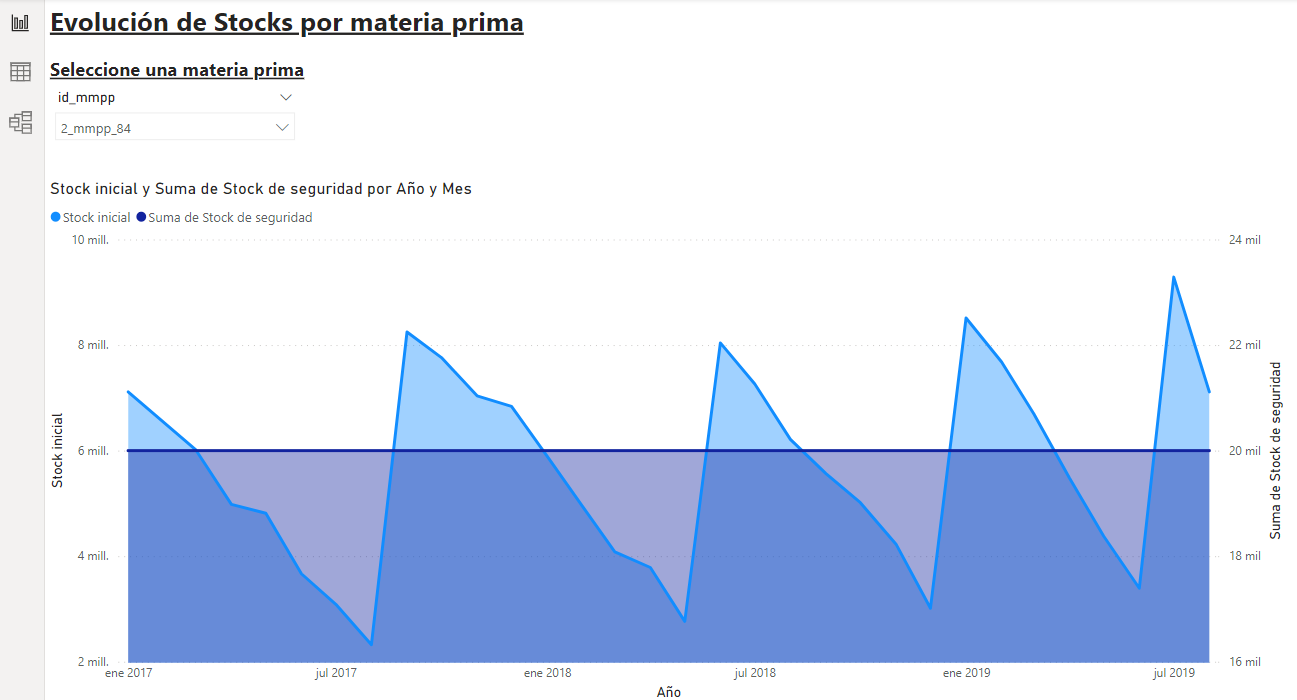 Evolución de Stocks por materia prima
Seleccione una materia prima
id_mmpp
2_mmpp_84
Stock inicial y Suma de Stock de seguridad por Año y Mes
Stock inicial Suma de Stock de seguridad
10 mill.
8 mill.
6 mill.
4 mill.
2 mill.
Stock inicial
24 mil
22 mil
20 mil
18 mil
16 mil
Suma de Stock de seguridad
ene 2017 jul 2017 ene 2018 jul 2018 ene 2019 jul 2019
Año